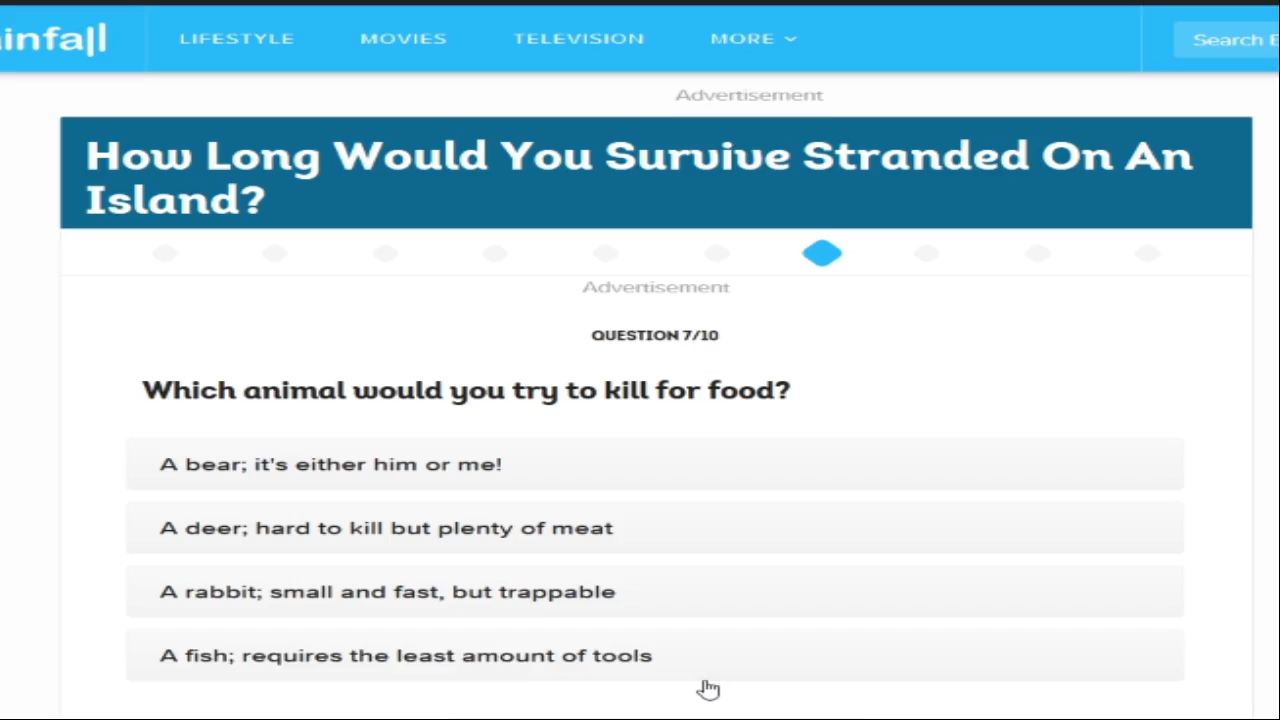 infall
LIFESTYLE MOVIES TELEVISION MORE Search
Advertisement
How Long Would You Survive Stranded On An
Island?
Advertisement
QUESTION 7/10
Which animal would you try to kill for food?
A bear; it's either him or me!
A deer; hard to kill but plenty of meat
A rabbit; small and fast, but trappable
A fish; requires the least amount of tools